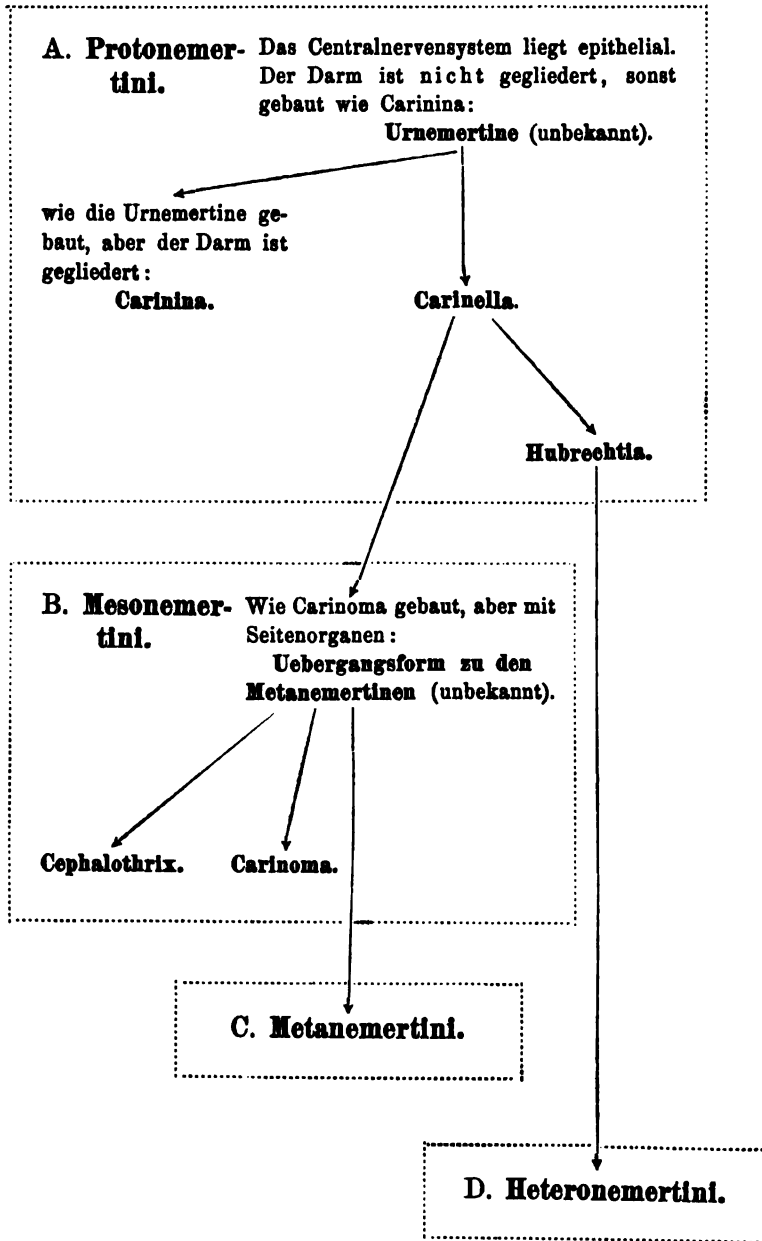 A. Protonemer-
tini.
Das Centralnervensystem liegt epithelial.
Der Darm ist nicht gegliedert, sonst
gebaut wie Carinina:
Urnemertine (unbekannt).
wie die Urnemertine ge-
baut, aber der Darm ist
gegliedert:
Carinina.
Carinella.
Hubrechtia.
B. Mesonemer-
tini.
Wie Carinoma gebaut, aber mit
Seitenorganen:
Uebergangsform zu den
Metanemertinen (unbekannt).
Cephalothrix.
Carinoma.
C. Metanemertini.
D. Heteronemertini.